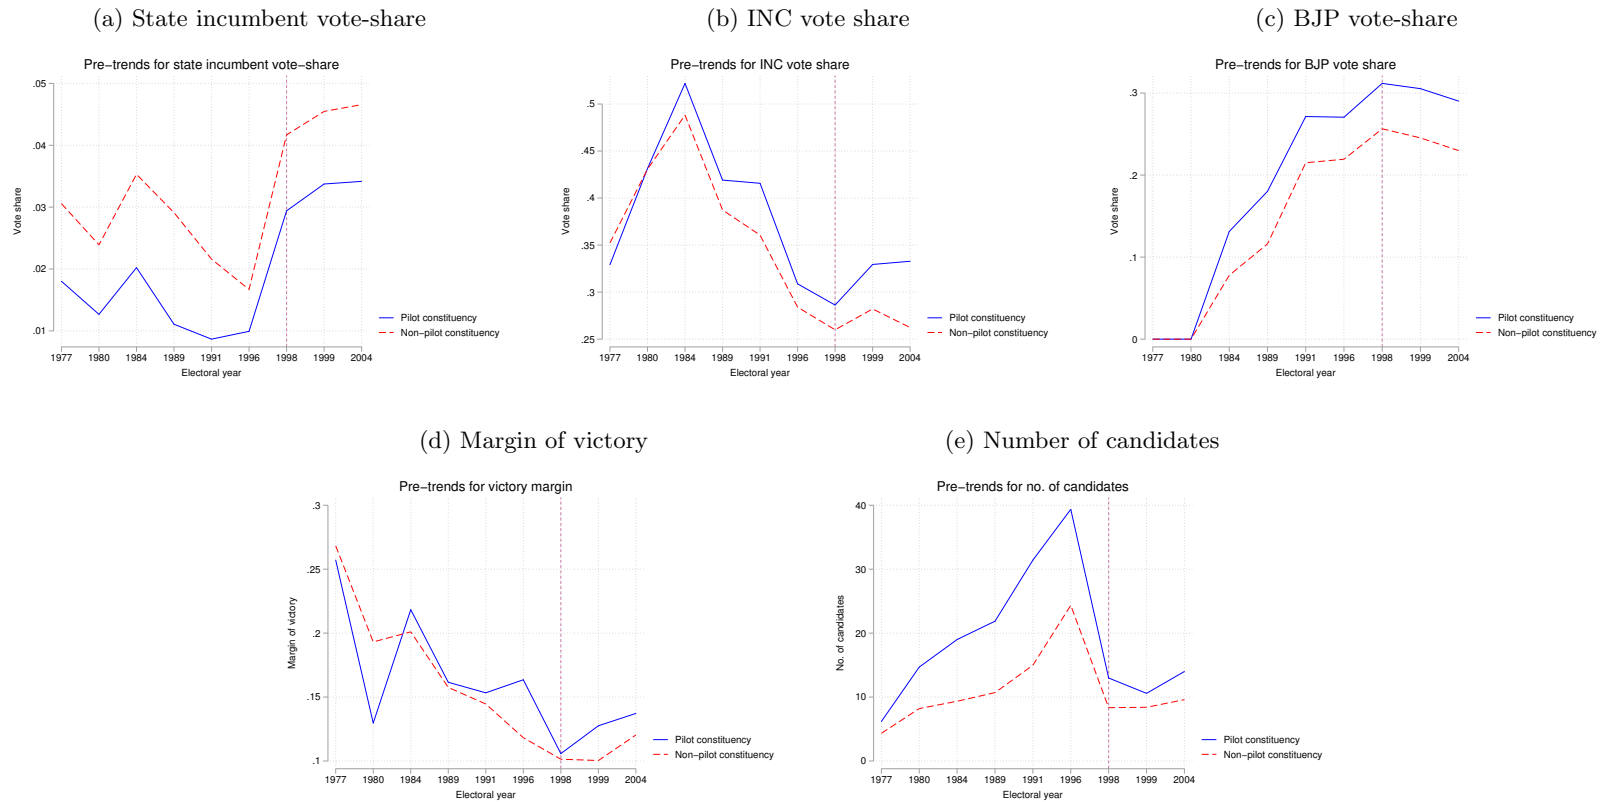 (a) State incumbent vote-share
Pre−trends for state incumbent vote−share
.05
.04
.03
.02
.01
Vote share
1977 1980 1984 1989 1991 1996 1998 1999 2004
Electoral year
Pilot constituency
Non−pilot constituency
(b) INC vote share
Pre−trends for INC vote share
.5
.45
.4
.35
.3
.25
Vote share
1977 1980 1984 1989 1991 1996 1998 1999 2004
Electoral year
Pilot constituency
Non−pilot constituency
(c) BJP vote-share
Pre−trends for BJP vote share
.3
.2
.1
0
Vote share
1977 1980 1984 1989 1991 1996 1998 1999 2004
Electoral year
Pilot constituency
Non−pilot constituency
(d) Margin of victory
Pre−trends for victory margin
.3
.25
.2
.15
.1
Margin of victory
1977 1980 1984 1989 1991 1996 1998 1999 2004
Electoral year
Pilot constituency
Non−pilot constituency
(e) Number of candidates
Pre−trends for no. of candidates
40
30
20
10
0
No. of candidates
1977 1980 1984 1989 1991 1996 1998 1999 2004
Electoral year
Pilot constituency
Non−pilot constituency